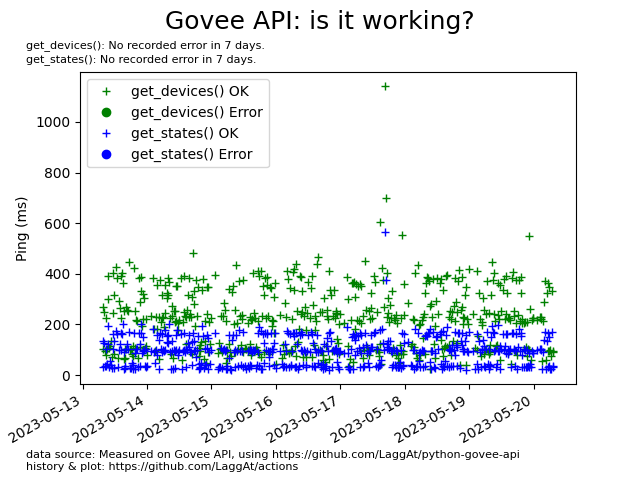 Govee API: is it working?
get_devices(): No recorded error in 7 days.
get_states(): No recorded error in 7 days.
get_devices() OK
get_devices() Error
get_states() OK
get_states() Error
Ping (ms)
1000
800
600
400
200
0
2023-05-13
2023-05-14
2023-05-15
2023-05-16
2023-05-17
2023-05-18
2023-05-19
2023-05-20
data source: Measured on Govee API, using https://github.com/LaggAt/python-govee-api
history & plot: https://github.com/LaggAt/actions